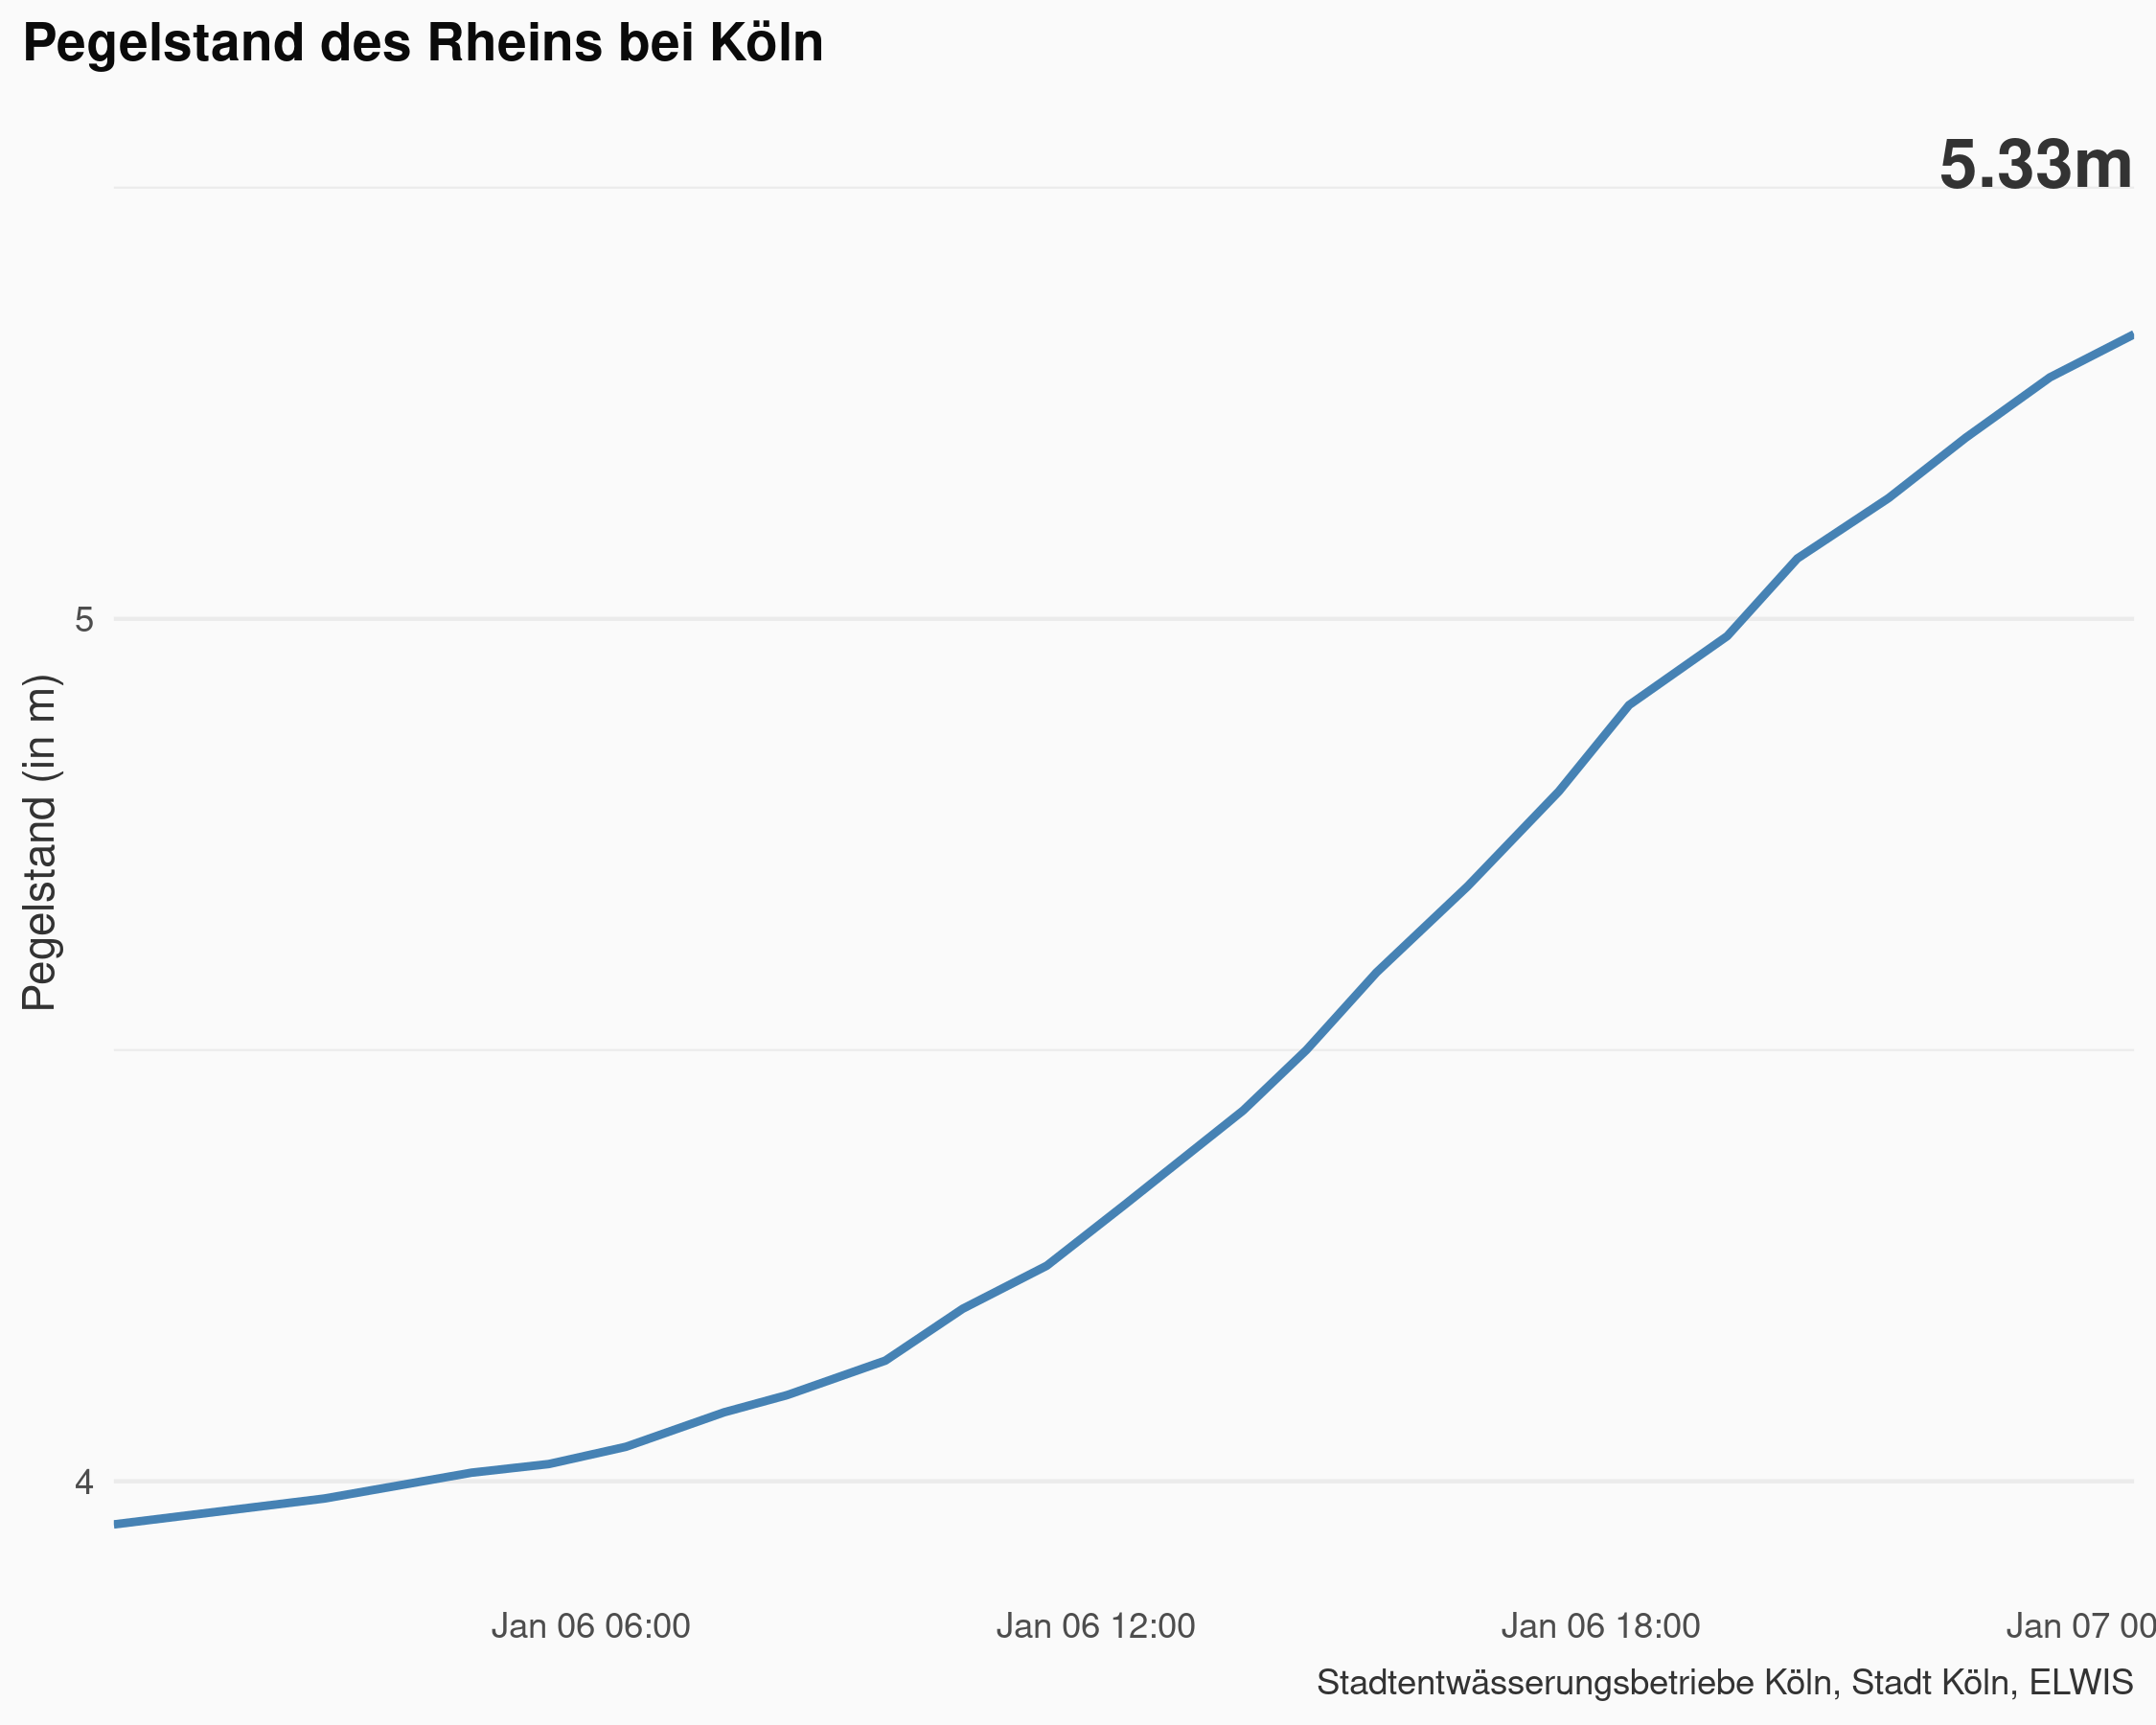 Pegelstand des Rheins bei Köln
5.33m
5
Pegelstand (in m)
4
Jan 06 06:00
Jan 06 12:00
Jan 06 18:00
Jan 07 00
Stadtentwässerungsbetriebe Köln, Stadt Köln, ELWIS